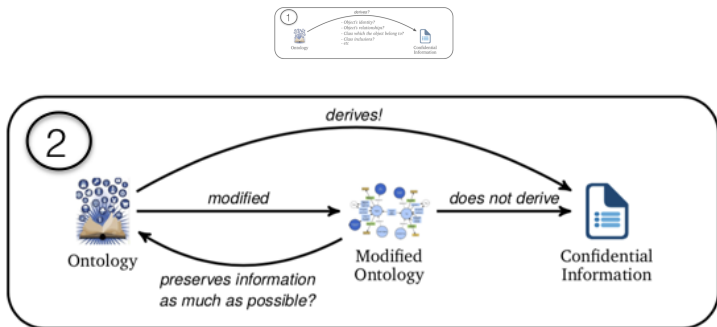 1
derives?
- Object's identity?
- Object's relationships?
- Class which the object belong to?
- Class inclusions?
Ontology
Confidential
Information
2
derives!
modified
does not derive
Ontology
Modified
Ontology
Confidential
Information
preserves information
as much as possible?